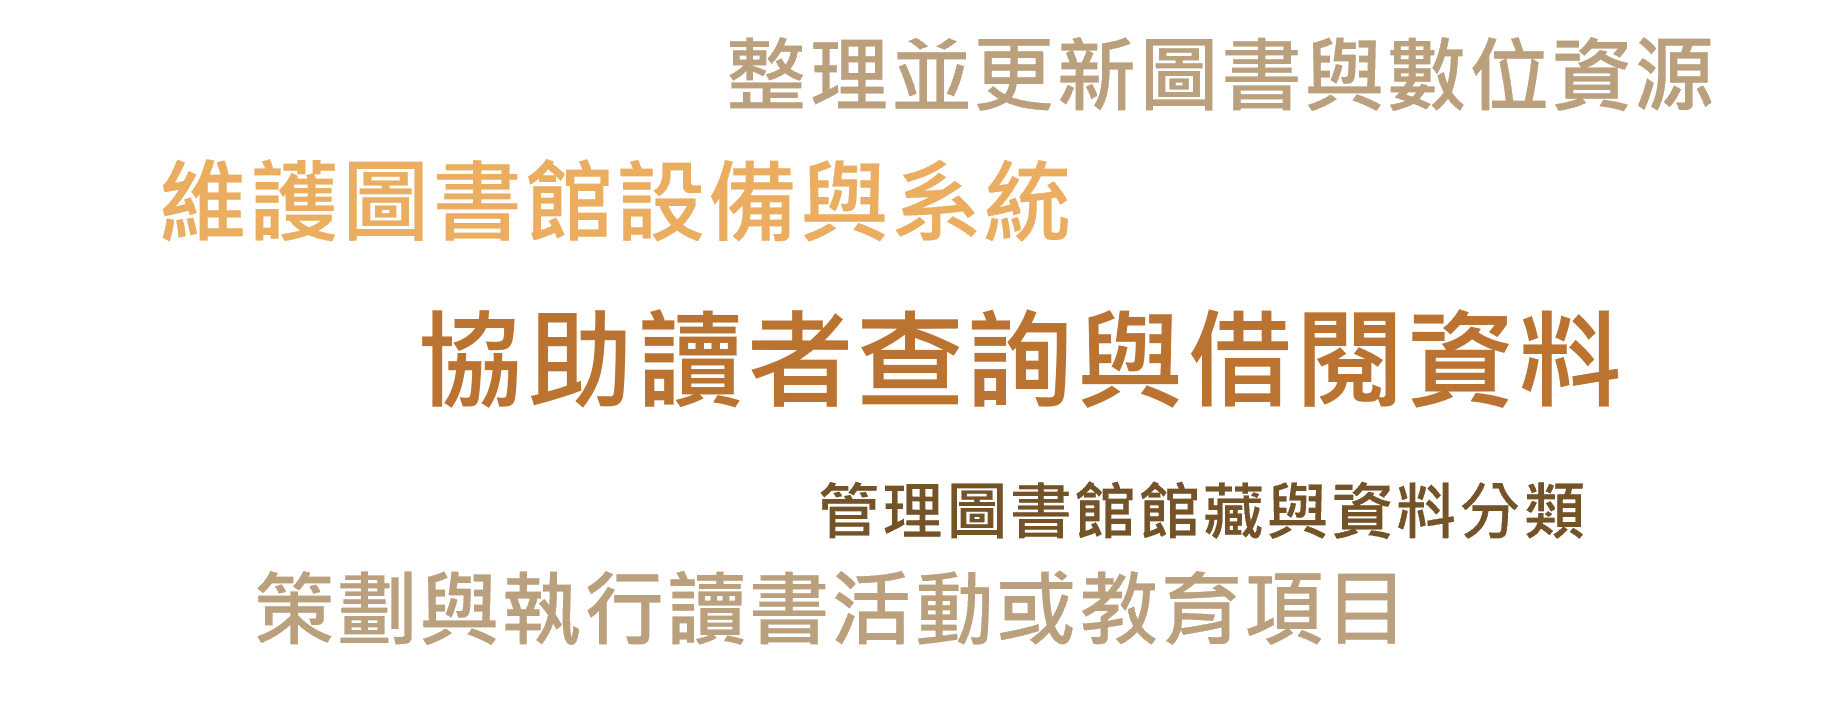 整理並更新圖書與數位資源
維護圖書館設備與系統
協助讀者查詢與借閱資料
管理圖書館館藏與資料分類
策劃與執行讀書活動或教育項目